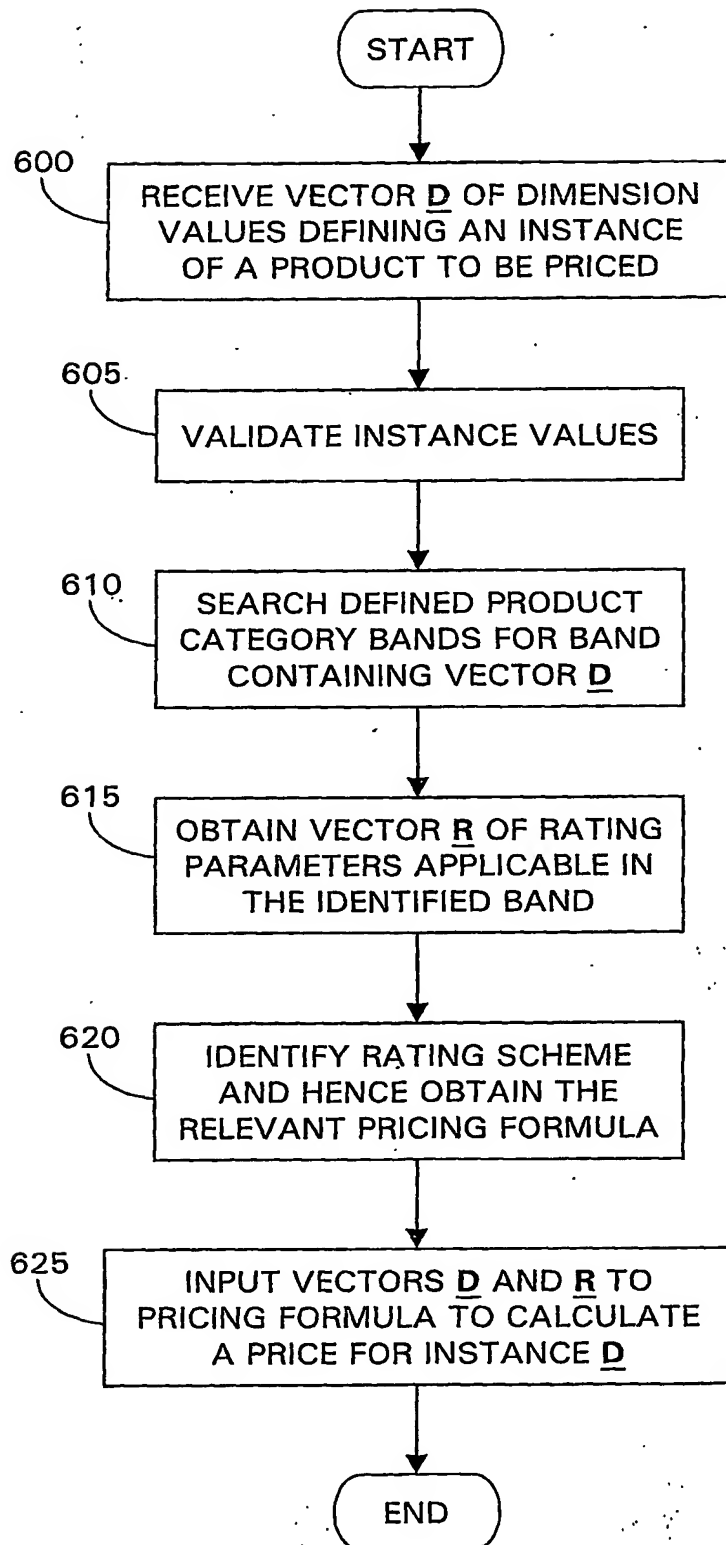 START
600
RECEIVE VECTOR D OF DIMENSION
VALUES DEFINING AN INSTANCE
OF A PRODUCT TO BE PRICED
605
VALIDATE INSTANCE VALUES
610
SEARCH DEFINED PRODUCT
CATEGORY BANDS FOR BAND
CONTAINING VECTOR D
615
OBTAIN VECTOR R OF RATING
PARAMETERS APPLICABLE IN
THE IDENTIFIED BAND
620
IDENTIFY RATING SCHEME
AND HENCE OBTAIN THE
RELEVANT PRICING FORMULA
625
INPUT VECTORS D AND R TO
PRICING FORMULA TO CALCULATE
A PRICE FOR INSTANCE D
END